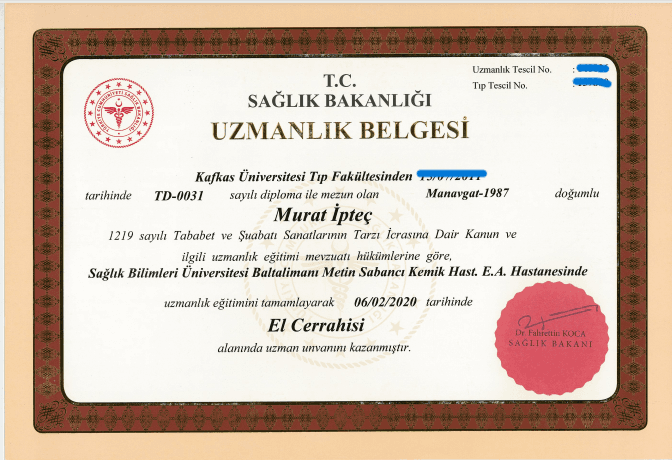 Uzmanlık Tescil No. :
Tıp Tescil No.
T.C.
SAĞLIK BAKANLIĞI
UZMANLIK BELGESİ
Kafkas Üniversitesi Tıp Fakültesinden
tarihinde TD-0031 sayılı diploma ile mezun olan Manavgat-1987 doğumlu
Murat İpteç
1219 sayılı Tababet ve Şuabatı Sanatlarının Tarzı İcrasına Dair Kanun ve
ilgili uzmanlık eğitimi mevzuatı hükümlerine göre,
Sağlık Bilimleri Üniversitesi Baltalimanı Metin Sabancı Kemik Hast. E.A. Hastanesinde
uzmanlık eğitimini tamamlayarak 06/02/2020 tarihinde
El Cerrahisi
alanında uzman unvanını kazanmıştır.
Dr. Fahrettin KOCA
SAĞLIK BAKANI